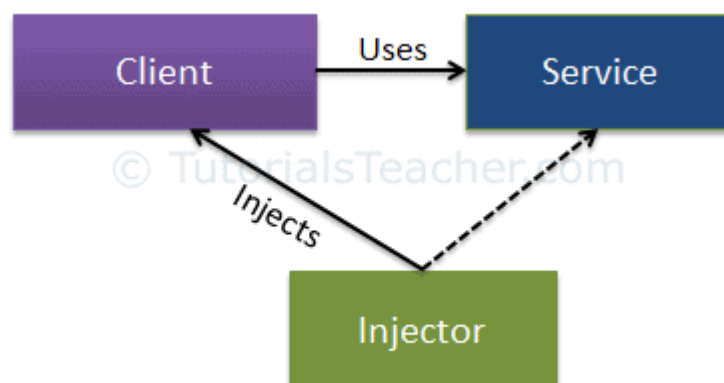 Client
Uses
Service
© TutorialsTeacher.com
Injects
Injector